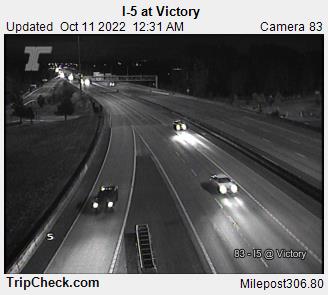 I-5 at Victory
Updated Oct 11 2022 12:31 AM Camera 83
T
S
83 - I5 @ Victory
TripCheck.com Milepost306.80